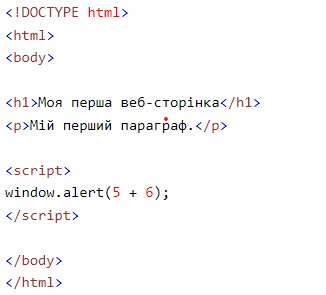 <!DOCTYPE html>
<html>
<body>
<h1>Моя перша веб-сторінка</h1>
<p>Мій перший параграф.</p>
<script>
window.alert(5 + 6);
</script>
</body>
</html>